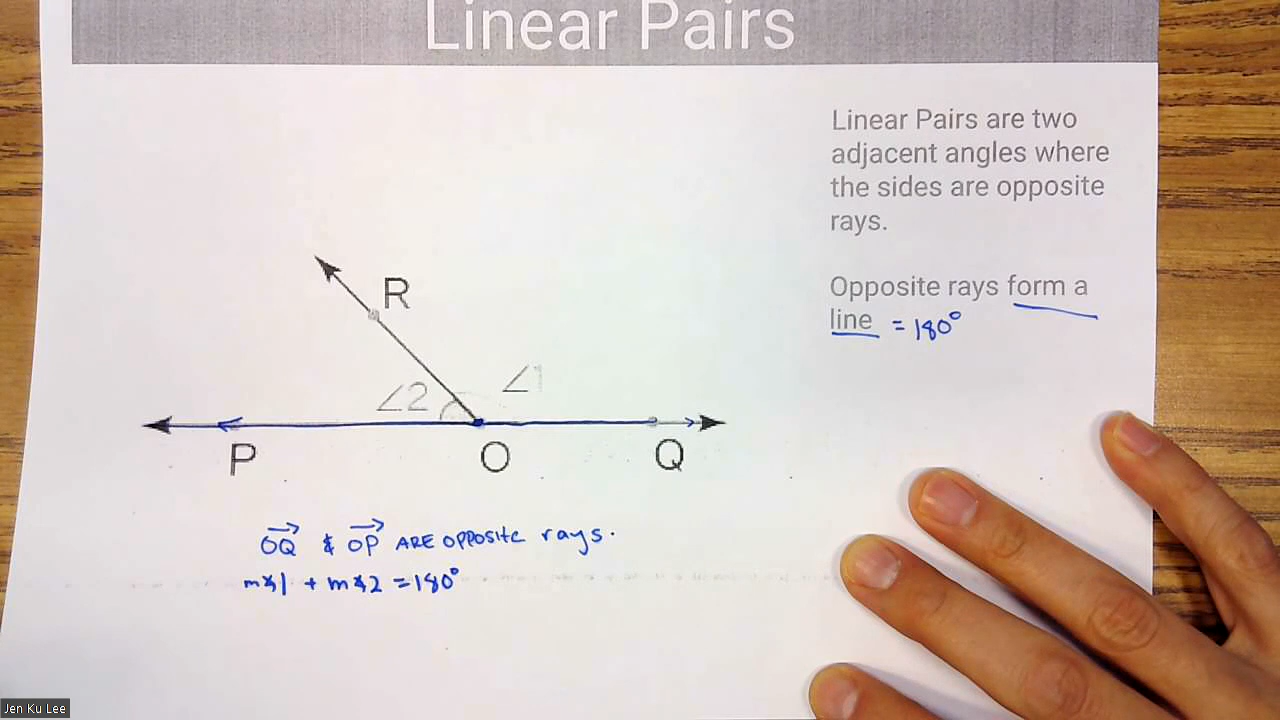 Linear Pairs
Linear Pairs are two
adjacent angles where
the sides are opposite
rays.
Opposite rays form a
line = 180°
R
∠2
∠1
P
O
Q
OQ & OP ARE OPPOSITE rays.
m∡1 + m∡2 = 180°
Jen Ku Lee